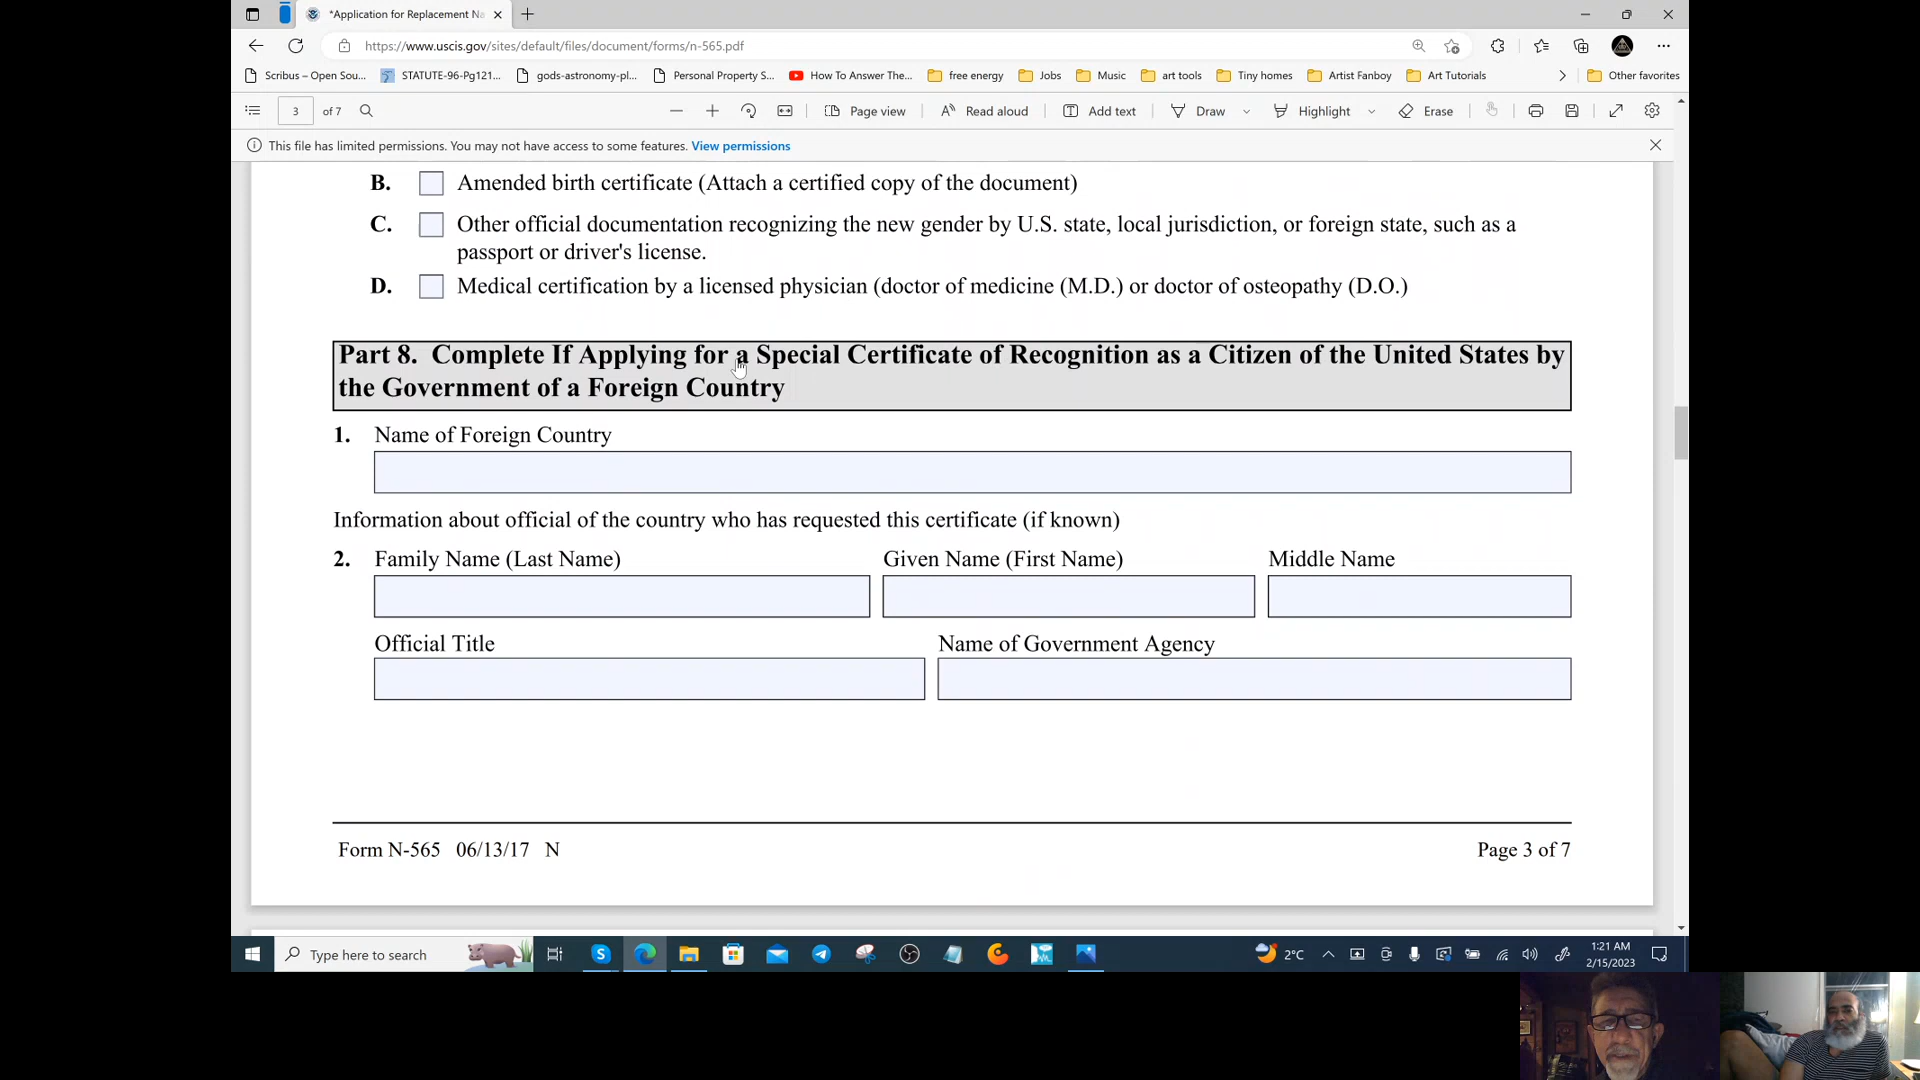 *Application for Replacement Na
https://www.uscis.gov/sites/default/files/document/forms/n-565.pdf
Scribus – Open Sou... STATUTE-96-Pg121... gods-astronomy-pl... Personal Property S... How To Answer The... free energy Jobs Music art tools Tiny homes Artist Fanboy Art Tutorials Other favorites
3 of 7 Page view Read aloud Add text Draw Highlight Erase
This file has limited permissions. You may not have access to some features. View permissions
B. Amended birth certificate (Attach a certified copy of the document)
C. Other official documentation recognizing the new gender by U.S. state, local jurisdiction, or foreign state, such as a
passport or driver's license.
D. Medical certification by a licensed physician (doctor of medicine (M.D.) or doctor of osteopathy (D.O.)
Part 8. Complete If Applying for a Special Certificate of Recognition as a Citizen of the United States by
the Government of a Foreign Country
1. Name of Foreign Country
Information about official of the country who has requested this certificate (if known)
2. Family Name (Last Name) Given Name (First Name) Middle Name
Official Title Name of Government Agency
Form N-565 06/13/17 N Page 3 of 7
Type here to search 2°C 1:21 AM
2/15/2023